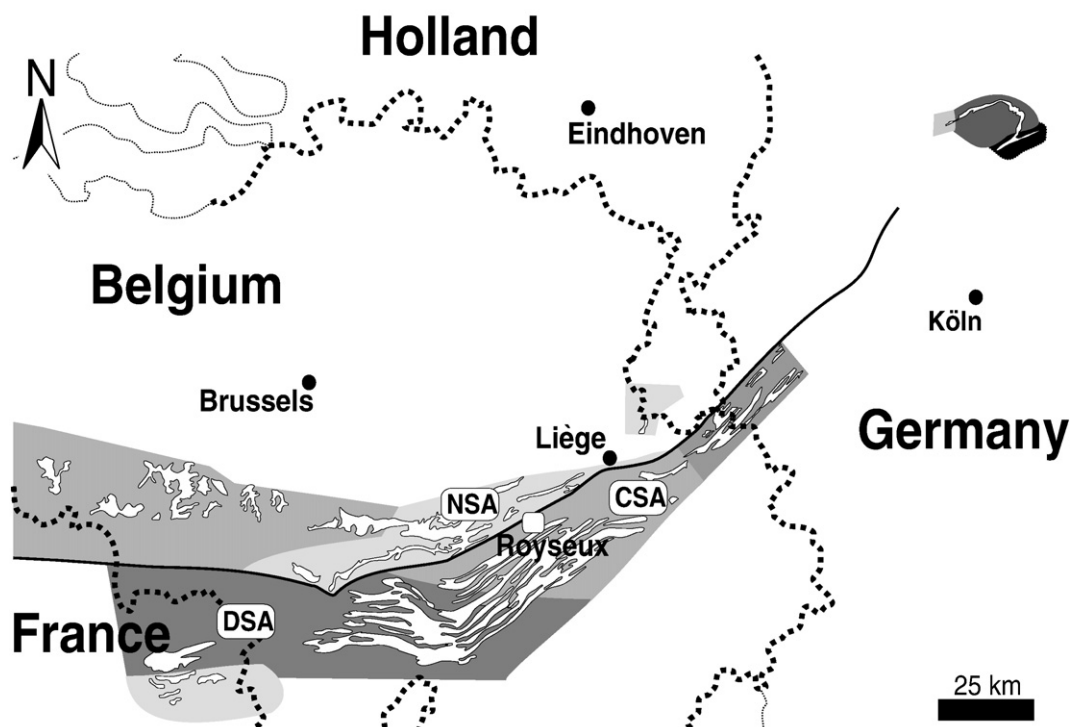 Holland
N
Eindhoven
Belgium
Köln
Brussels
Germany
Liège
NSA
CSA
Royseux
DSA
France
25 km